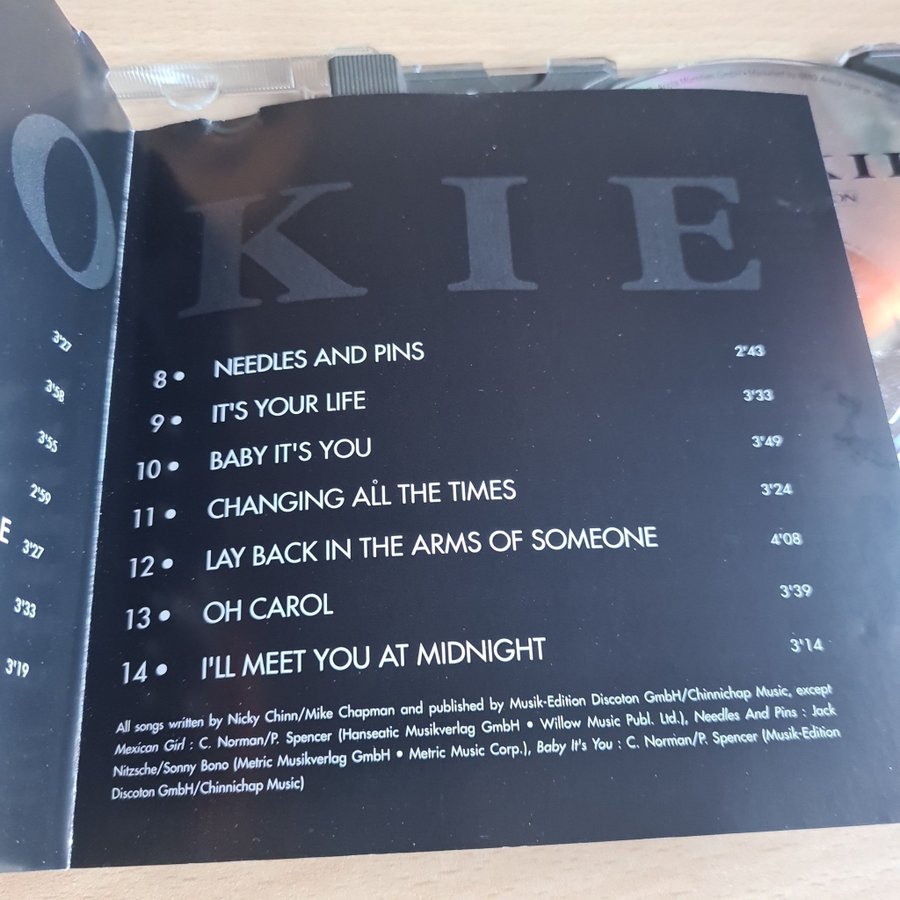 O
3'27
3'58
3'55
2'59
E 3'27
3'33
3'19
KIE
8 • NEEDLES AND PINS 2'43
9 • IT'S YOUR LIFE 3'33
10 • BABY IT'S YOU 3'49
11 • CHANGING ALL THE TIMES 3'24
12 • LAY BACK IN THE ARMS OF SOMEONE 4'08
13 • OH CAROL 3'39
14 • I'LL MEET YOU AT MIDNIGHT 3'14
All songs written by Nicky Chinn/Mike Chapman and published by Musik-Edition Discoton GmbH/Chinnichap Music, except
Mexican Girl : C. Norman/P. Spencer (Hanseatic Musikverlag GmbH • Willow Music Publ. Ltd.), Needles And Pins : Jack
Nitzsche/Sonny Bono (Metric Musikverlag GmbH • Metric Music Corp.), Baby It's You : C. Norman/P. Spencer (Musik-Edition
Discoton GmbH/Chinnichap Music)
KIE